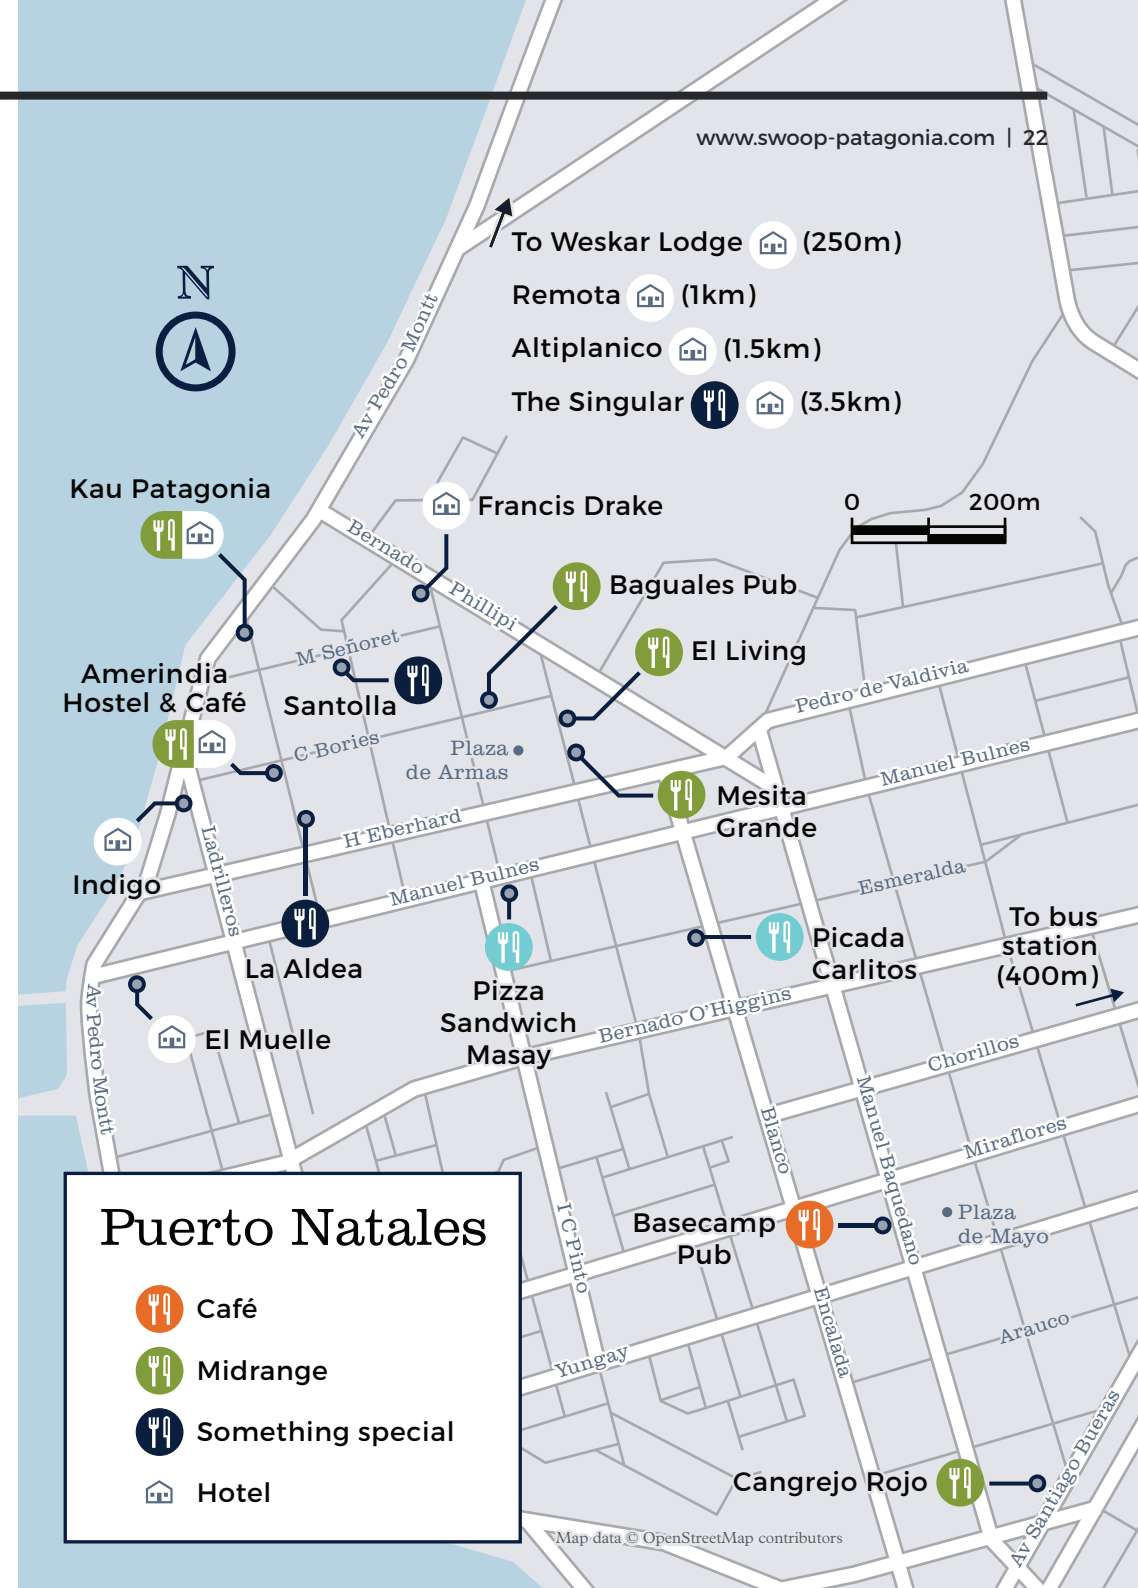 www.swoop-patagonia.com | 22
N
To Weskar Lodge (250m)
Remota (1km)
Altiplanico (1.5km)
The Singular (3.5km)
Av Pedro Montt
Kau Patagonia
Francis Drake
0 200m
Bernado Phillipi
Baguales Pub
M Señoret
El Living
Amerindia
Hostel & Café
Santolla
Pedro de Valdivia
C Bories
Plaza
de Armas
Manuel Bulnes
Mesita
Grande
H Eberhard
Indigo
Ladrilleros
Manuel Bulnes
Esmeralda
To bus
station
(400m)
La Aldea
Picada
Carlitos
Pizza
Sandwich
Masay
Av Pedro Montt
El Muelle
Bernado O'Higgins
Chorillos
Manuel Baquedano
Blanco Encalada
Miraflores
I C Pinto
Basecamp
Pub
Plaza
de Mayo
Arauco
Yungay
Puerto Natales
Café
Midrange
Something special
Hotel
Cangrejo Rojo
Av Santiago Bueras
Map data © OpenStreetMap contributors